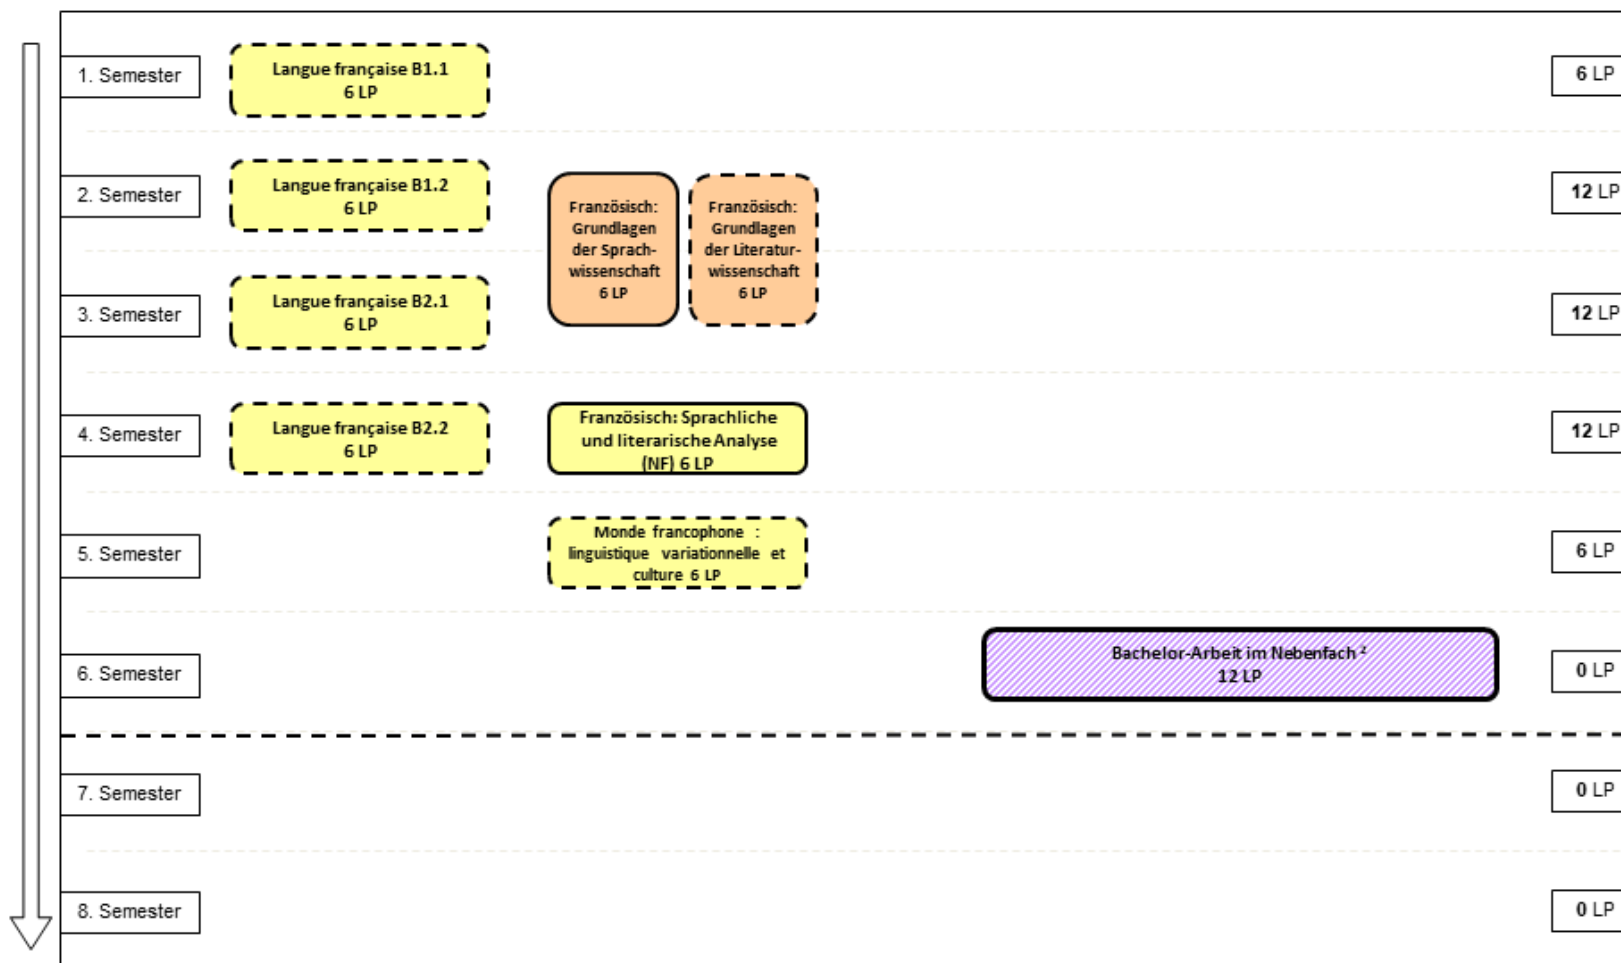 1. Semester
Langue française B1.1
6 LP
6 LP
2. Semester
Langue française B1.2
6 LP
Französisch:
Grundlagen
der Sprach-
wissenschaft
6 LP
Französisch:
Grundlagen
der Literatur-
wissenschaft
6 LP
12 LP
3. Semester
Langue française B2.1
6 LP
12 LP
4. Semester
Langue française B2.2
6 LP
Französisch: Sprachliche
und literarische Analyse
(NF) 6 LP
12 LP
5. Semester
Monde francophone :
linguistique variationnelle et
culture 6 LP
6 LP
6. Semester
Bachelor-Arbeit im Nebenfach ²
12 LP
0 LP
7. Semester
0 LP
8. Semester
0 LP